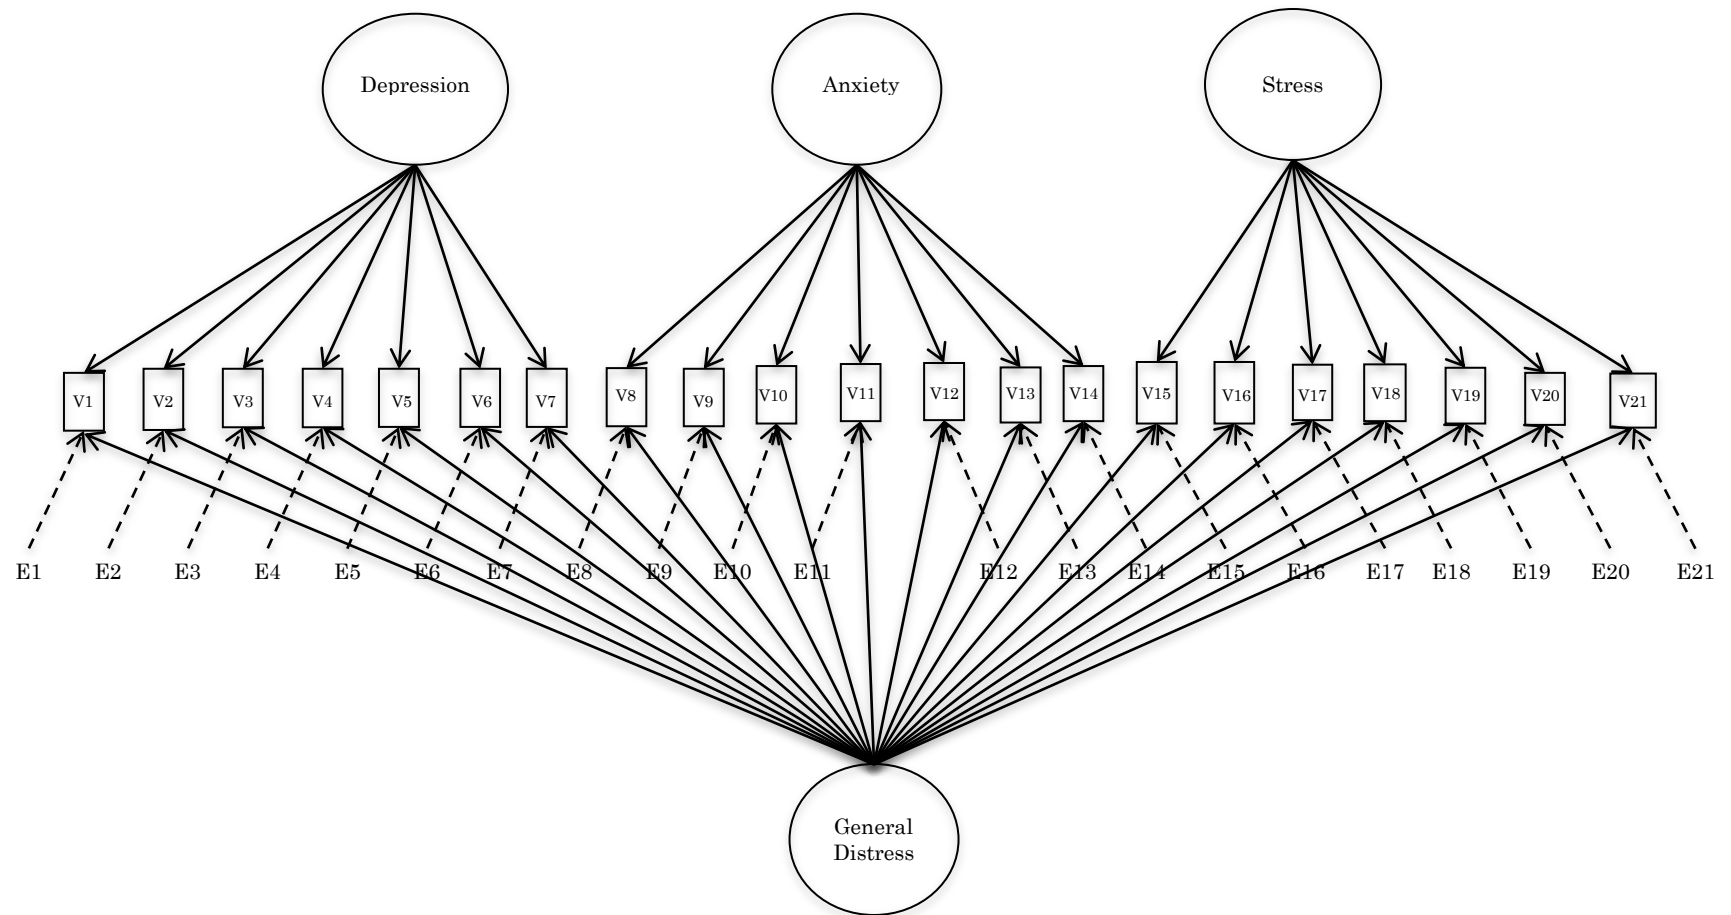 Depression
Anxiety
Stress
V1
V2
V3
V4
V5
V6
V7
V8
V9
V10
V11
V12
V13
V14
V15
V16
V17
V18
V19
V20
V21
E1
E2
E3
E4
E5
E6
E7
E8
E9
E10
E11
E12
E13
E14
E15
E16
E17
E18
E19
E20
E21
General
Distress